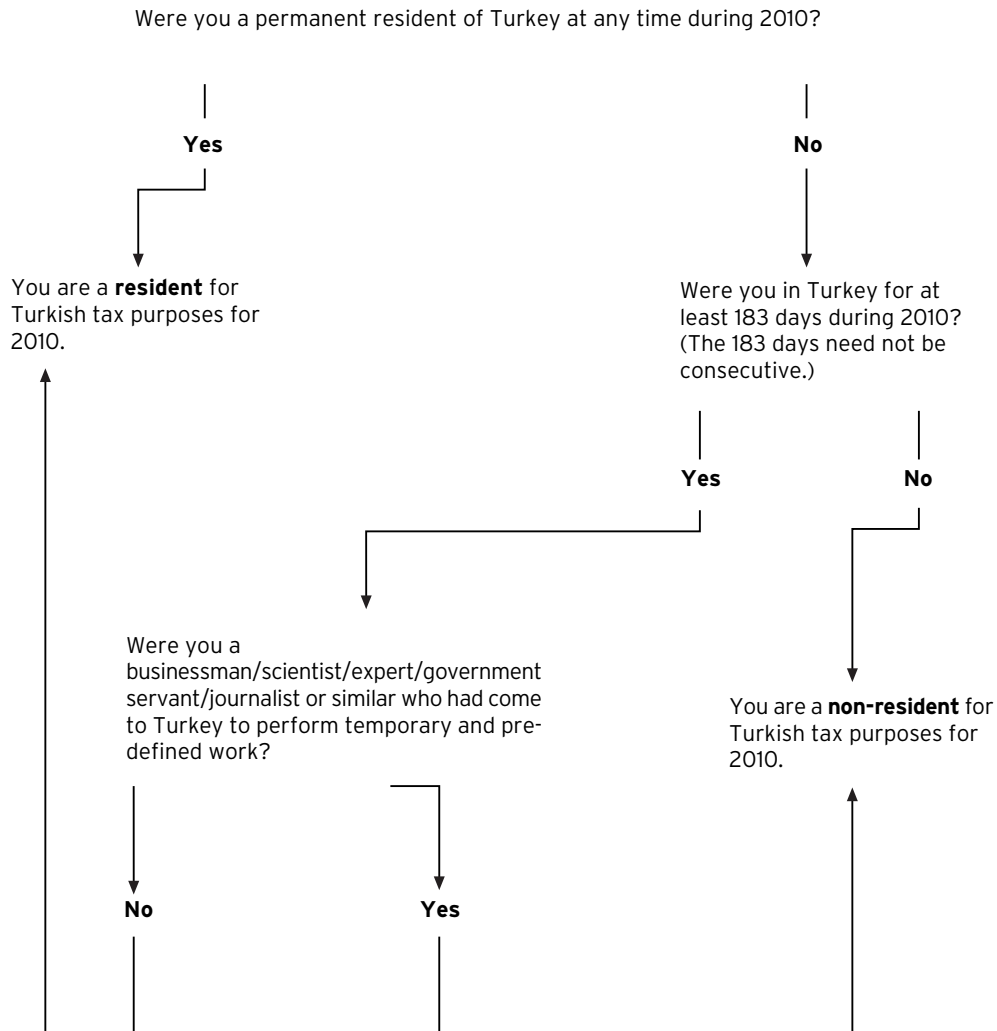 Were you a permanent resident of Turkey at any time during 2010?
Yes
No
You are a resident for
Turkish tax purposes for
2010.
Were you in Turkey for at
least 183 days during 2010?
(The 183 days need not be
consecutive.)
Yes
No
Were you a
businessman/scientist/expert/government
servant/journalist or similar who had come
to Turkey to perform temporary and pre-
defined work?
You are a non-resident for
Turkish tax purposes for
2010.
No
Yes